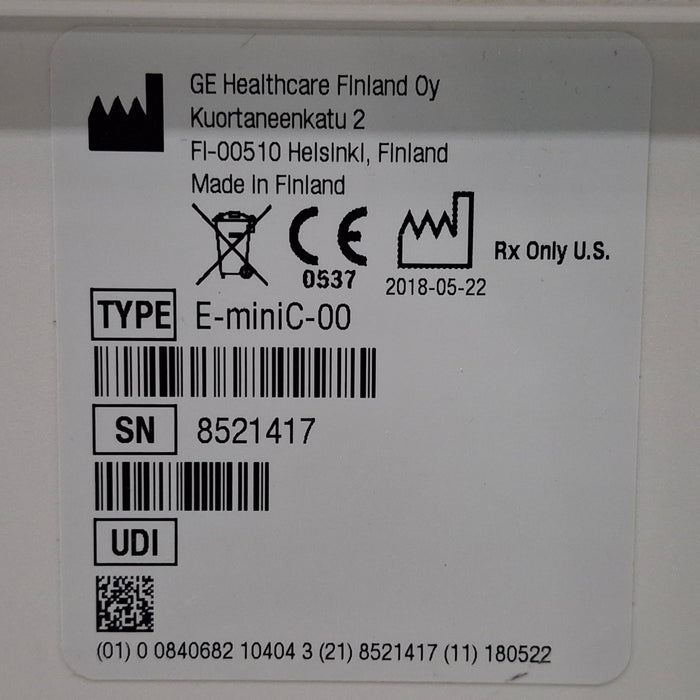 GE Healthcare Finland Oy
Kuortaneenkatu 2
FI-00510 Helsinki, Finland
Made in Finland
CE
0537
2018-05-22
Rx Only U.S.
TYPE E-miniC-00
SN 8521417
UDI
(01) 0 0840682 10404 3 (21) 8521417 (11) 180522